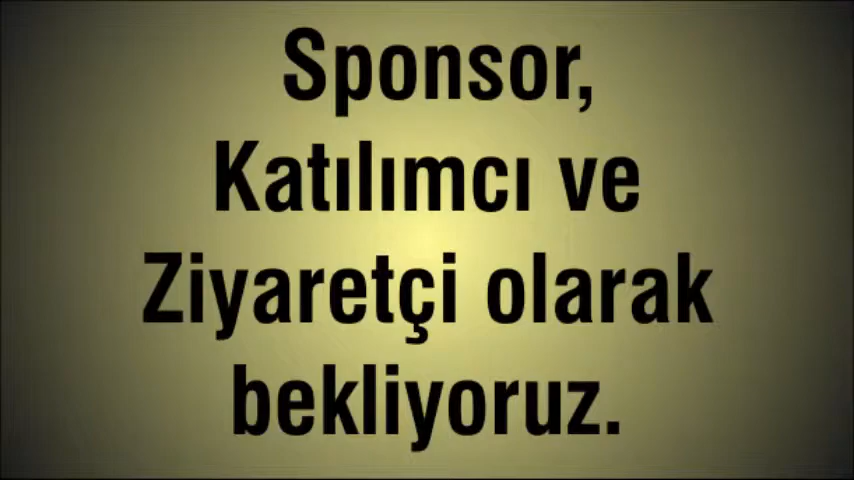 Sponsor,
Katılımcı ve
Ziyaretçi olarak
bekliyoruz.